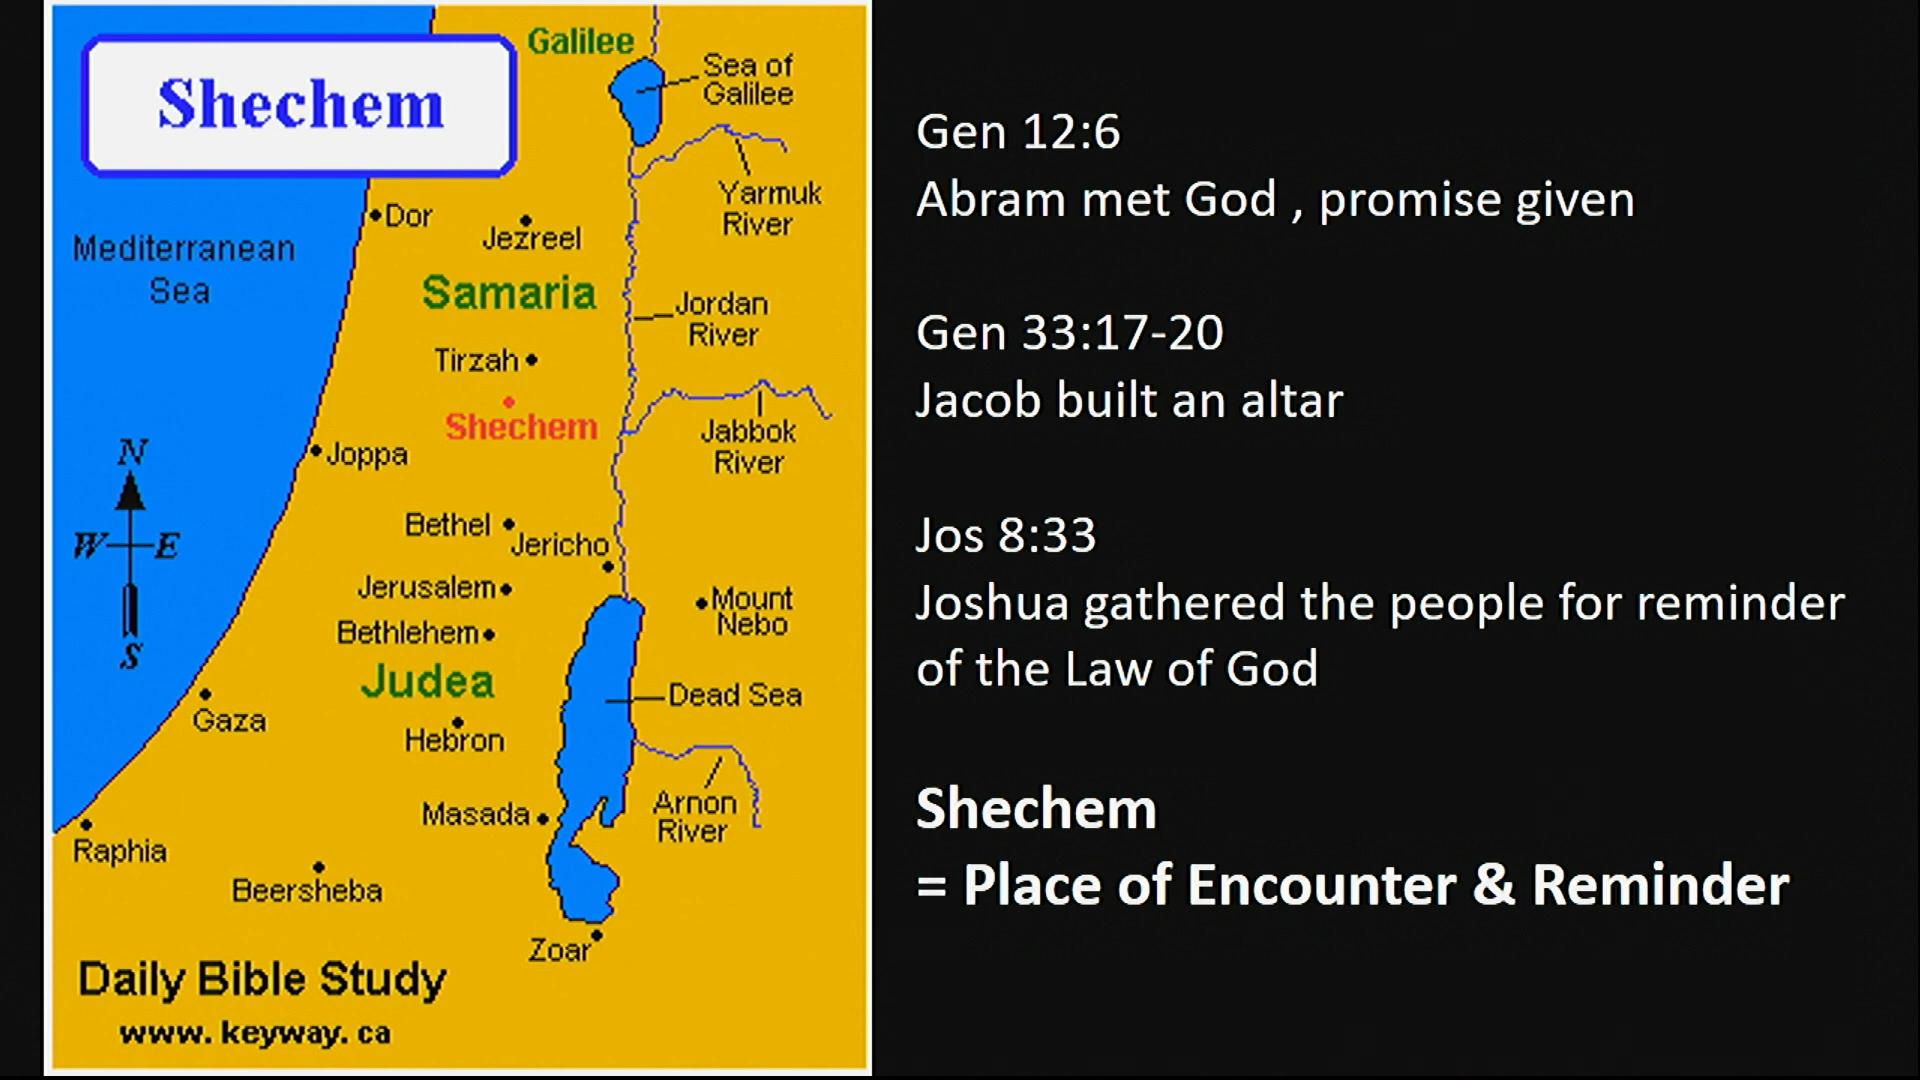 Shechem
Galilee
Sea of
Galilee
Yarmuk
River
Dor
Jezreel
Mediterranean
Sea
Samaria
Jordan
River
Tirzah
Shechem
Jabbok
River
Joppa
N
W E
S
Bethel
Jericho
Jerusalem
Mount
Nebo
Bethlehem
Judea
Dead Sea
Gaza
Hebron
Masada
Arnon
River
Raphia
Beersheba
Zoar
Daily Bible Study
www.keyway.ca
Gen 12:6
Abram met God , promise given
Gen 33:17-20
Jacob built an altar
Jos 8:33
Joshua gathered the people for reminder
of the Law of God
Shechem
= Place of Encounter & Reminder